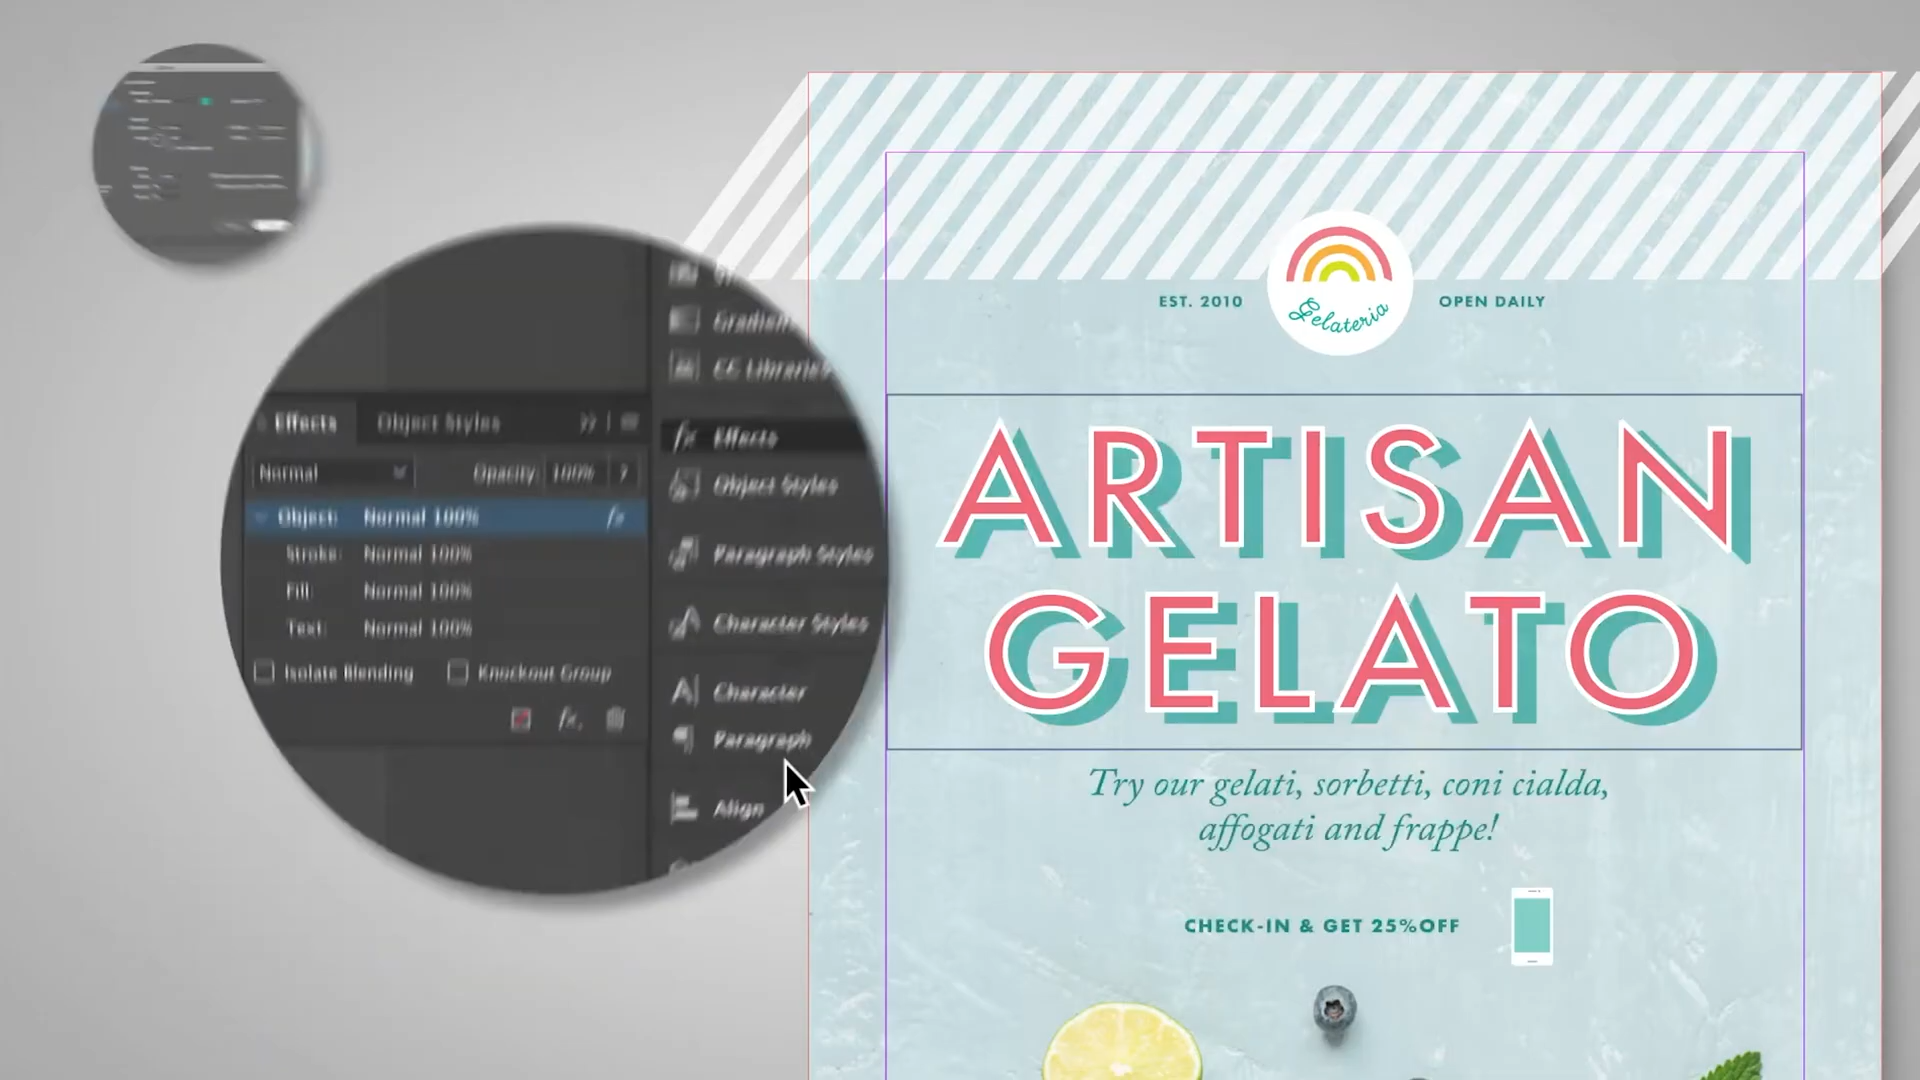 Gradient
CC Libraries
Effects
Object Styles
Effects
Normal
Opacity: 100%
Object Styles
Object: Normal 100%
Stroke: Normal 100%
Paragraph Styles
Fill: Normal 100%
Text: Normal 100%
Character Styles
Isolate Blending
Knockout Group
Character
Paragraph
Align
EST. 2010
Gelateria
OPEN DAILY
ARTISAN
GELATO
Try our gelati, sorbetti, coni cialda,
affogati and frappe!
CHECK-IN & GET 25%OFF